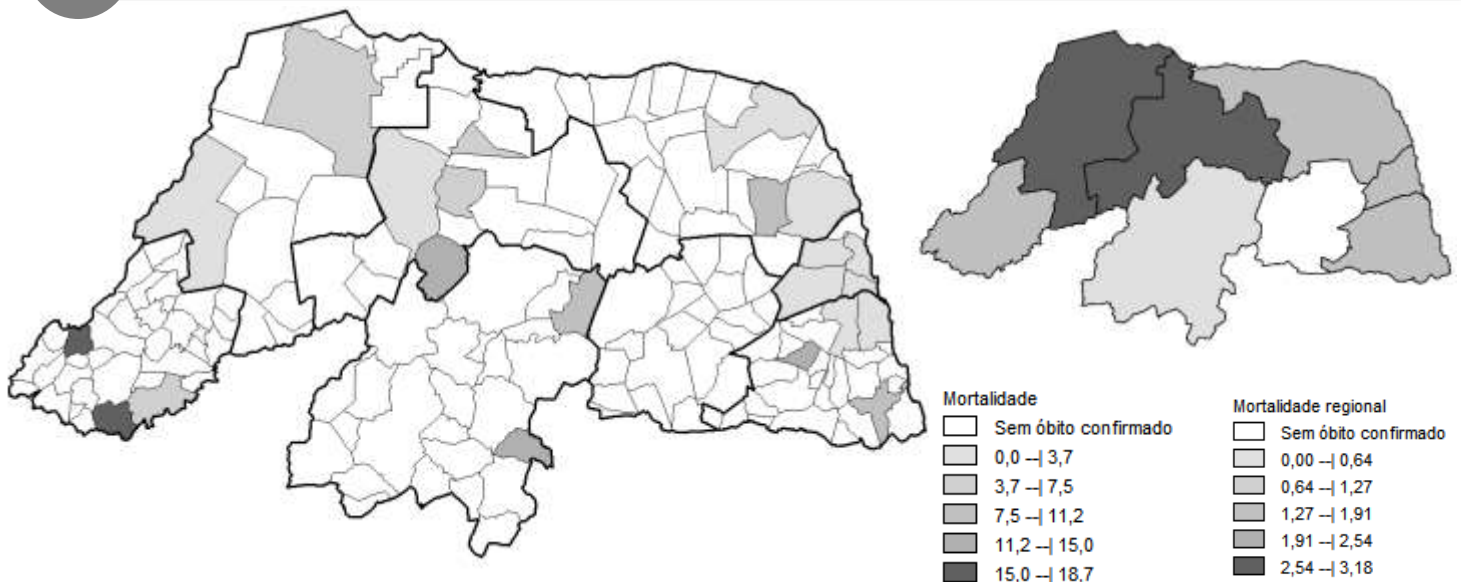 Mortalidade
Sem óbito confirmado
0,0 --| 3,7
3,7 --| 7,5
7,5 --| 11,2
11,2 --| 15,0
15,0 --| 18,7
Mortalidade regional
Sem óbito confirmado
0,00 --| 0,64
0,64 --| 1,27
1,27 --| 1,91
1,91 --| 2,54
2,54 --| 3,18